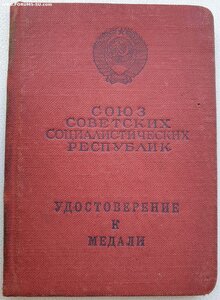 СОЮЗ
СОВЕТСКИХ
СОЦИАЛИСТИЧЕСКИХ
РЕСПУБЛИК
УДОСТОВЕРЕНИЕ
К
МЕДАЛИ